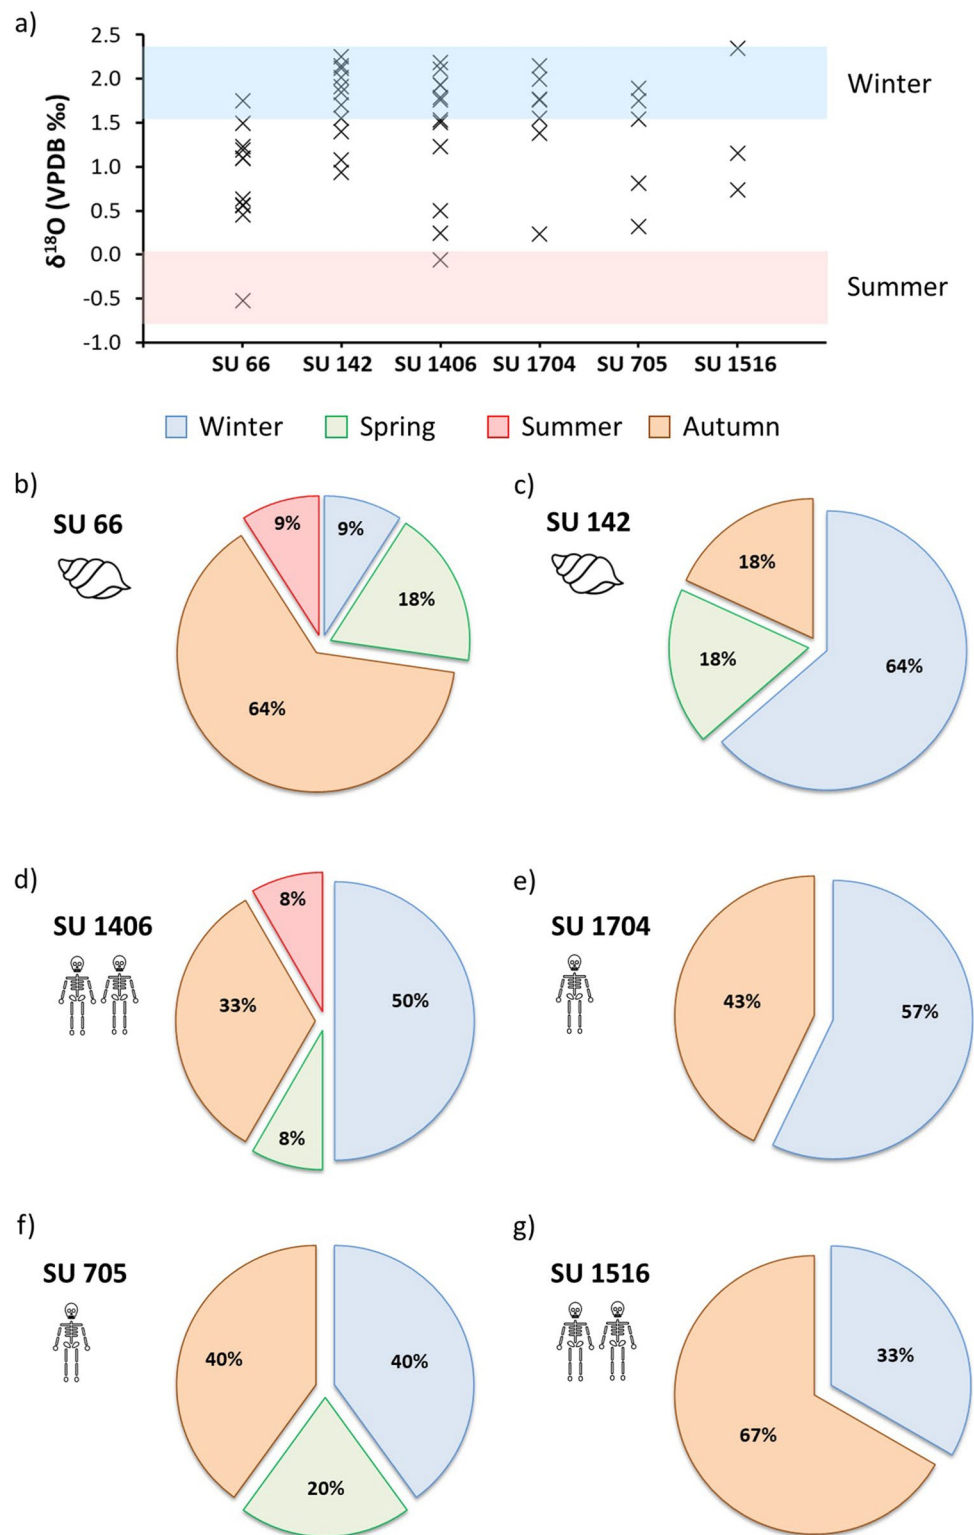 a)
δ¹⁸O (VPDB ‰)
2.5
2.0
1.5
1.0
0.5
0.0
-0.5
-1.0
Winter
Summer
SU 66 SU 142 SU 1406 SU 1704 SU 705 SU 1516
Winter Spring Summer Autumn
b)
SU 66
9%
9%
18%
64%
c)
SU 142
18%
18%
64%
d)
SU 1406
8%
33%
50%
8%
e)
SU 1704
43%
57%
f)
SU 705
40%
40%
20%
g)
SU 1516
33%
67%